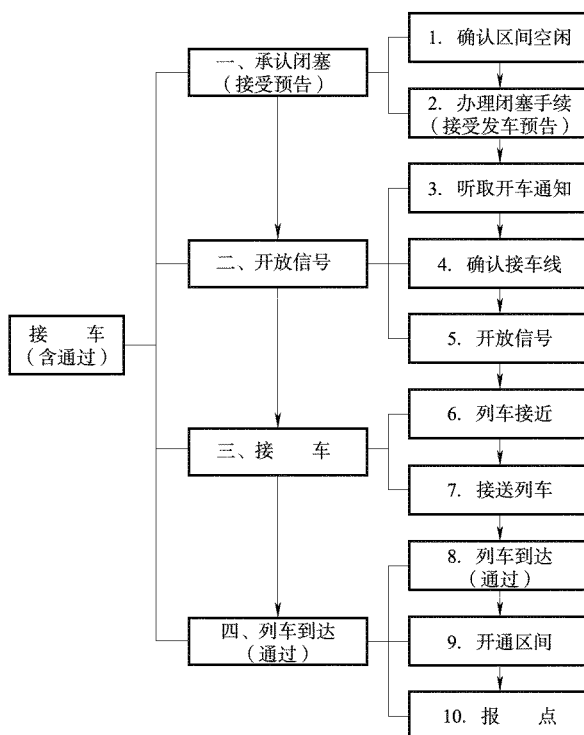 接　　车
（含通过）
一、承认闭塞
（接受预告）
1. 确认区间空闲
2. 办理闭塞手续
（接受发车预告）
二、开放信号
3. 听取开车通知
4. 确认接车线
5. 开放信号
三、接　　车
6. 列车接近
7. 接送列车
四、列车到达
（通过）
8. 列车到达
（通过）
9. 开通区间
10. 报　　点